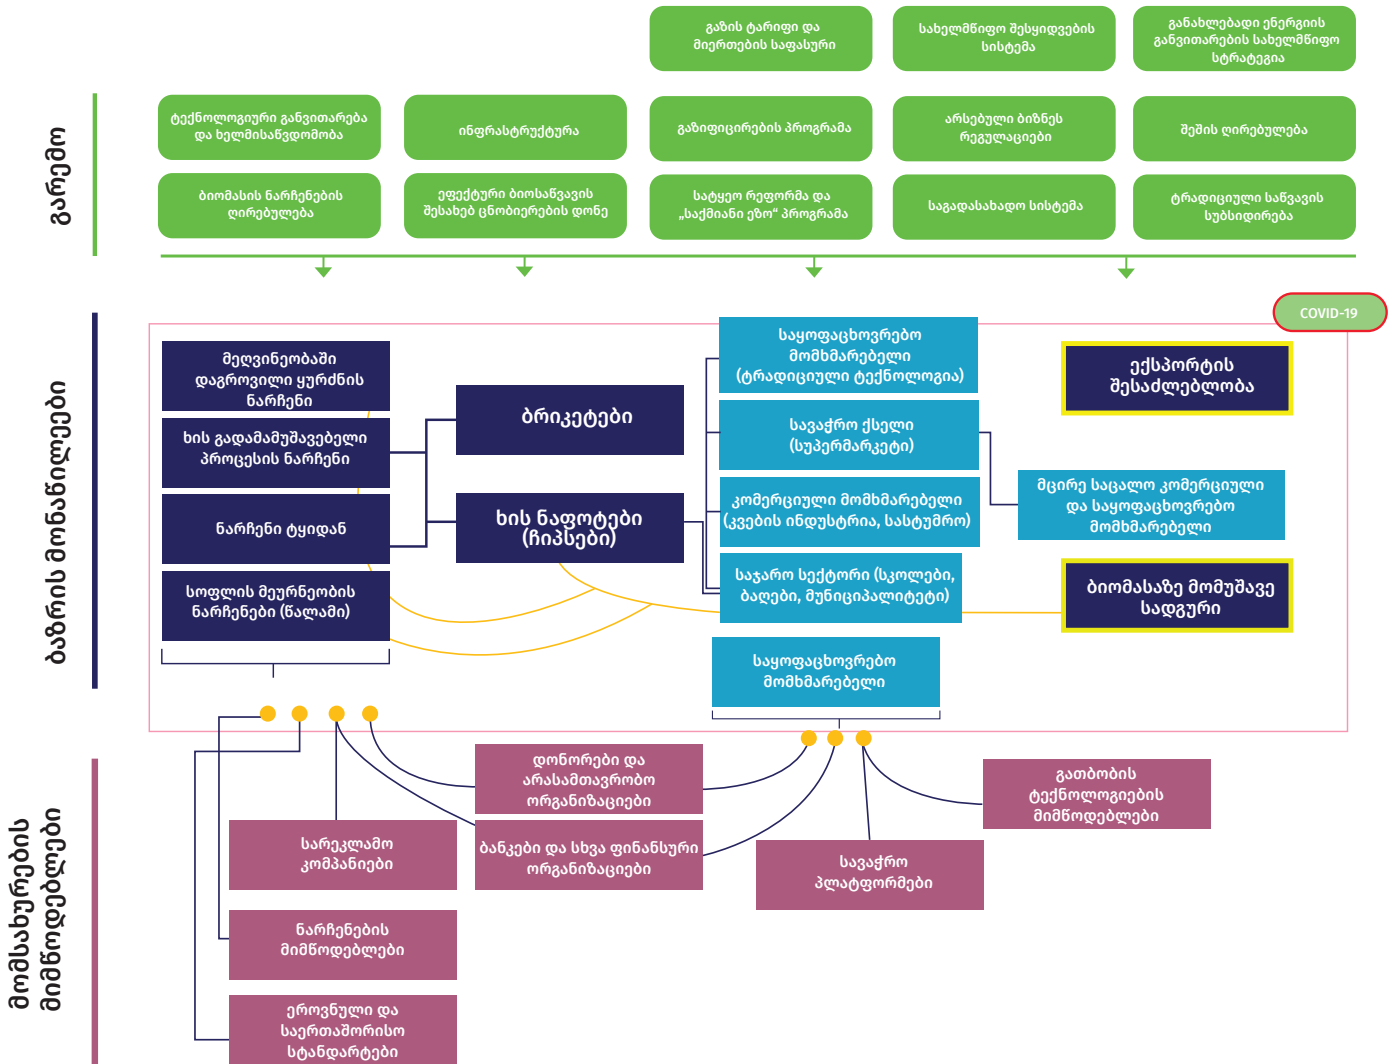 გაზის ტარიფი და
მიერთების საფასური
სახელმწიფო შესყიდვების
სისტემა
განახლებადი ენერგიის
განვითარების სახელმწიფო
სტრატეგია
გარემო
ტექნოლოგიური განვითარება
და ხელმისაწვდომობა
ინფრასტრუქტურა
გაზიფიცირების პროგრამა
არსებული ბიზნეს
რეგულაციები
შეშის ღირებულება
ბიომასის ნარჩენების
ღირებულება
ეფექტური ბიოსაწვავის
შესახებ ცნობიერების დონე
სატყეო რეფორმა და
„საქმიანი ეზო“ პროგრამა
საგადასახადო სისტემა
ტრადიციული საწვავის
სუბსიდირება
COVID-19
ბაზრის მონაწილეები
მეღვინეობაში
დაგროვილი ყურძნის
ნარჩენი
ხის გადამამუშავებელი
პროცესის ნარჩენი
ნარჩენი ტყიდან
სოფლის მეურნეობის
ნარჩენები (წალამი)
ბრიკეტები
ხის ნაფოტები
(ჩიპსები)
საყოფაცხოვრებო
მომხმარებელი
(ტრადიციული ტექნოლოგია)
სავაჭრო ქსელი
(სუპერმარკეტი)
კომერციული მომხმარებელი
(კვების ინდუსტრია, სასტუმრო)
საჯარო სექტორი (სკოლები,
ბაღები, მუნიციპალიტეტი)
საყოფაცხოვრებო
მომხმარებელი
ექსპორტის
შესაძლებლობა
მცირე საცალო კომერციული
და საყოფაცხოვრებო
მომხმარებელი
ბიომასაზე მომუშავე
სადგური
მომსახურების
მიმწოდებლები
დონორები და
არასამთავრობო
ორგანიზაციები
გათბობის
ტექნოლოგიების
მიმწოდებლები
სარეკლამო
კომპანიები
ბანკები და სხვა ფინანსური
ორგანიზაციები
სავაჭრო
პლატფორმები
ნარჩენების
მიმწოდებლები
ეროვნული და
საერთაშორისო
სტანდარტები